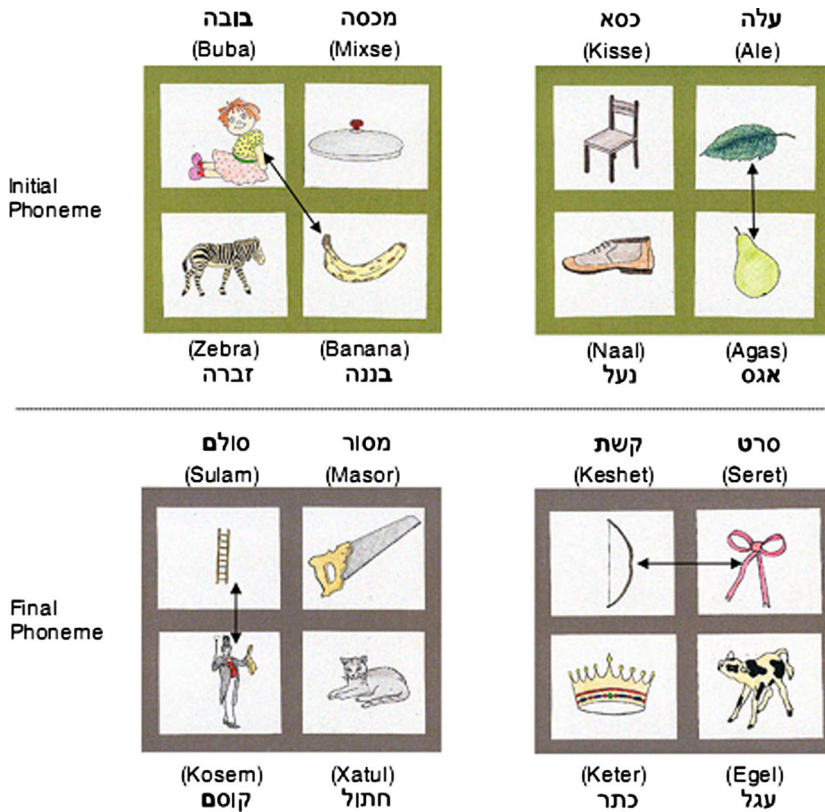 בובה מכסה כסא עלה
(Buba) (Mixse) (Kisse) (Ale)
Initial
Phoneme
(Zebra) (Banana) (Naal) (Agas)
זברה בננה נעל אגס
סולם מסור קשת סרט
(Sulam) (Masor) (Keshet) (Seret)
Final
Phoneme
(Kosem) (Xatul) (Keter) (Egel)
קוסם חתול כתר עגל